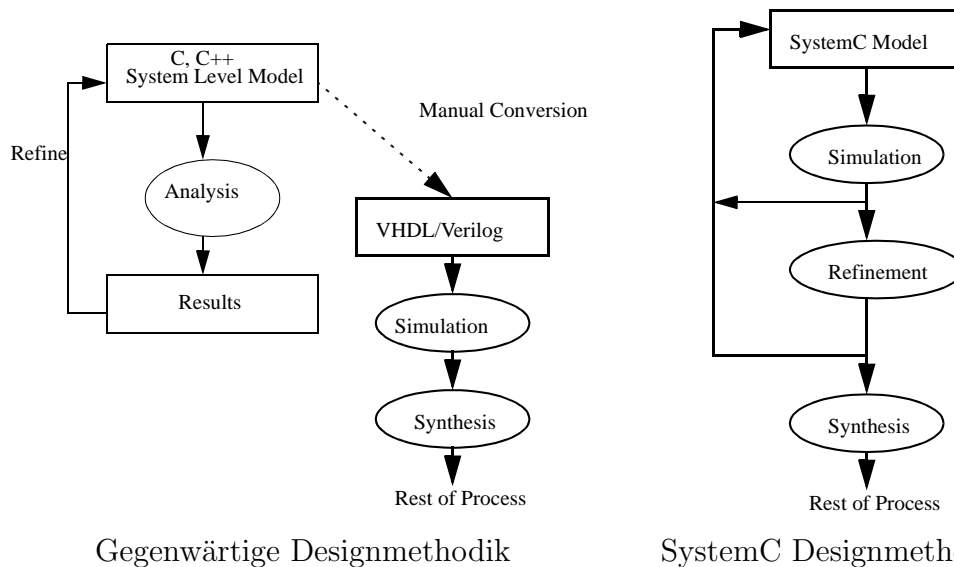 C, C++
System Level Model
Manual Conversion
Refine
Analysis
VHDL/Verilog
Results
Simulation
Synthesis
Rest of Process
Gegenwärtige Designmethodik
SystemC Model
Simulation
Refinement
Synthesis
Rest of Process
SystemC